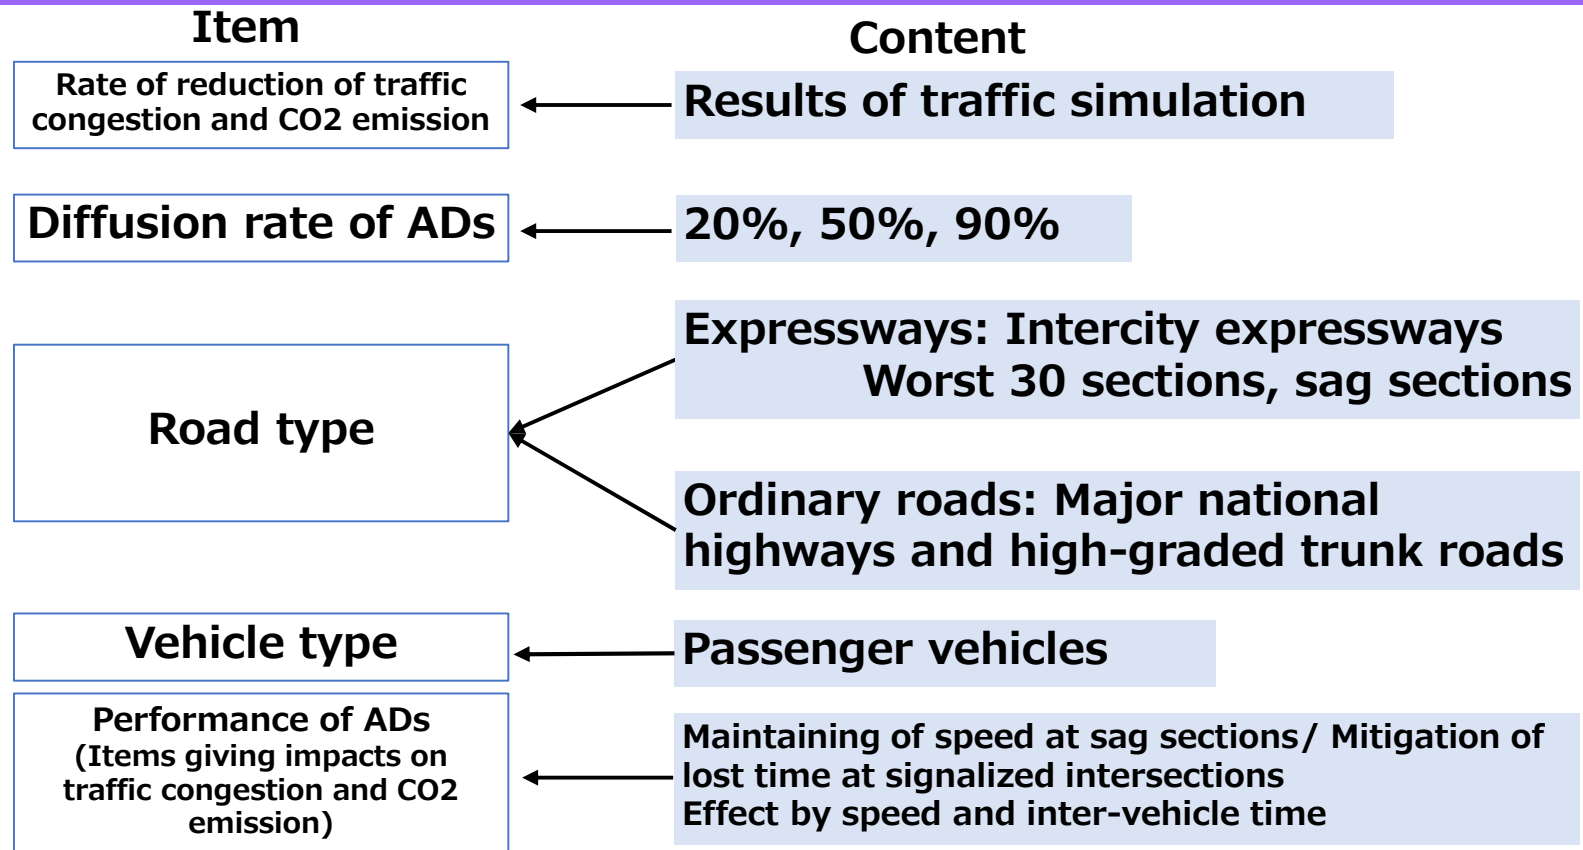 Item
Content
Rate of reduction of traffic
congestion and CO2 emission
Results of traffic simulation
Diffusion rate of ADs
20%, 50%, 90%
Road type
Expressways: Intercity expressways
Worst 30 sections, sag sections
Ordinary roads: Major national
highways and high-graded trunk roads
Vehicle type
Passenger vehicles
Performance of ADs
(Items giving impacts on
traffic congestion and CO2
emission)
Maintaining of speed at sag sections/ Mitigation of
lost time at signalized intersections
Effect by speed and inter-vehicle time